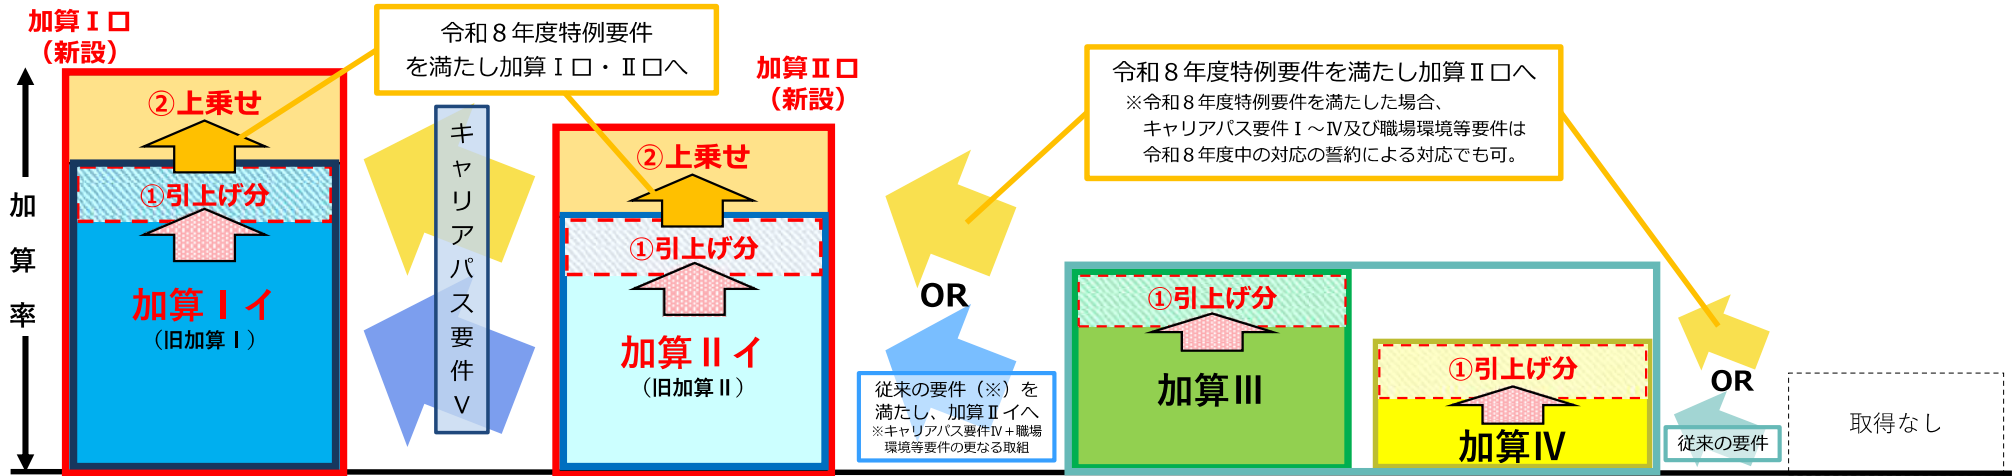 加算Ⅰロ
（新設）
加算率
②上乗せ
①引上げ分
加算Ⅰイ
（旧加算Ⅰ）
令和８年度特例要件
を満たし加算Ⅰロ・Ⅱロへ
キャリアパス要件Ⅴ
加算Ⅱロ
（新設）
②上乗せ
①引上げ分
加算Ⅱイ
（旧加算Ⅱ）
OR
従来の要件（※）を
満たし、加算Ⅱイへ
※キャリアパス要件Ⅳ＋職場
環境等要件の更なる取組
令和８年度特例要件を満たし加算Ⅱロへ
※令和８年度特例要件を満たした場合、
キャリアパス要件Ⅰ～Ⅳ及び職場環境等要件は
令和８年度中の対応の誓約による対応でも可。
①引上げ分
加算Ⅲ
①引上げ分
加算Ⅳ
OR
従来の要件
取得なし